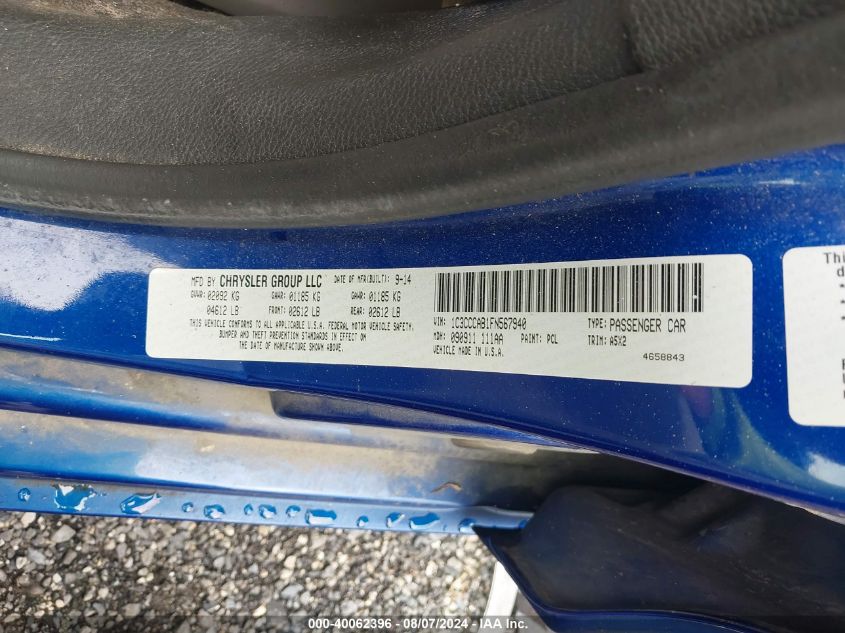 MFD BY CHRYSLER GROUP LLC DATE OF MFR(BUILT): 9-14
GVWR: 02092 KG GAWR: 01185 KG GAWR: 01185 KG
04612 LB FRONT: 02612 LB REAR: 02612 LB
THIS VEHICLE CONFORMS TO ALL APPLICABLE U.S.A. FEDERAL MOTOR VEHICLE SAFETY,
BUMPER AND THEFT PREVENTION STANDARDS IN EFFECT ON
THE DATE OF MANUFACTURE SHOWN ABOVE.
VIN: 1C3CCCAB1FN567940 TYPE: PASSENGER CAR
MDH: 090911 111AA PAINT: PCL TRIM: A5X2
VEHICLE MADE IN U.S.A. 4658843
This
000-40062396 - 08/07/2024 - IAA Inc.